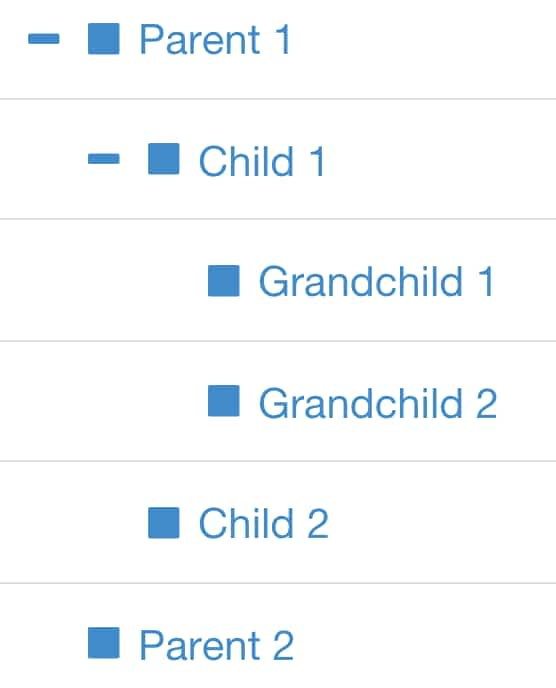 Parent 1
Child 1
Grandchild 1
Grandchild 2
Child 2
Parent 2